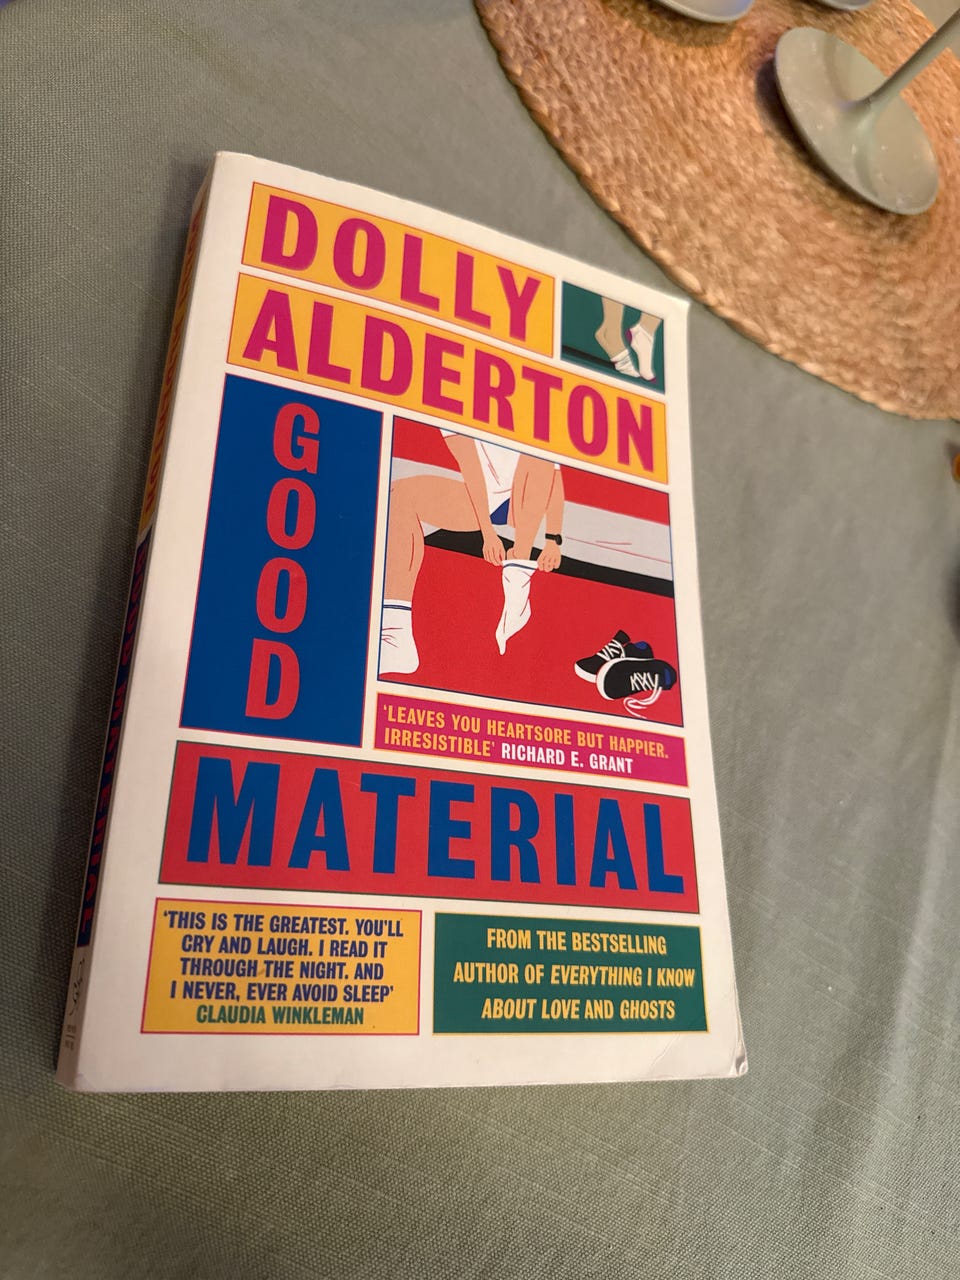 DOLLY
ALDERTON
GOOD
MATERIAL
'LEAVES YOU HEARTSORE BUT HAPPIER.
IRRESISTIBLE' RICHARD E. GRANT
'THIS IS THE GREATEST. YOU'LL
CRY AND LAUGH. I READ IT
THROUGH THE NIGHT. AND
I NEVER, EVER AVOID SLEEP'
CLAUDIA WINKLEMAN
FROM THE BESTSELLING
AUTHOR OF EVERYTHING I KNOW
ABOUT LOVE AND GHOSTS